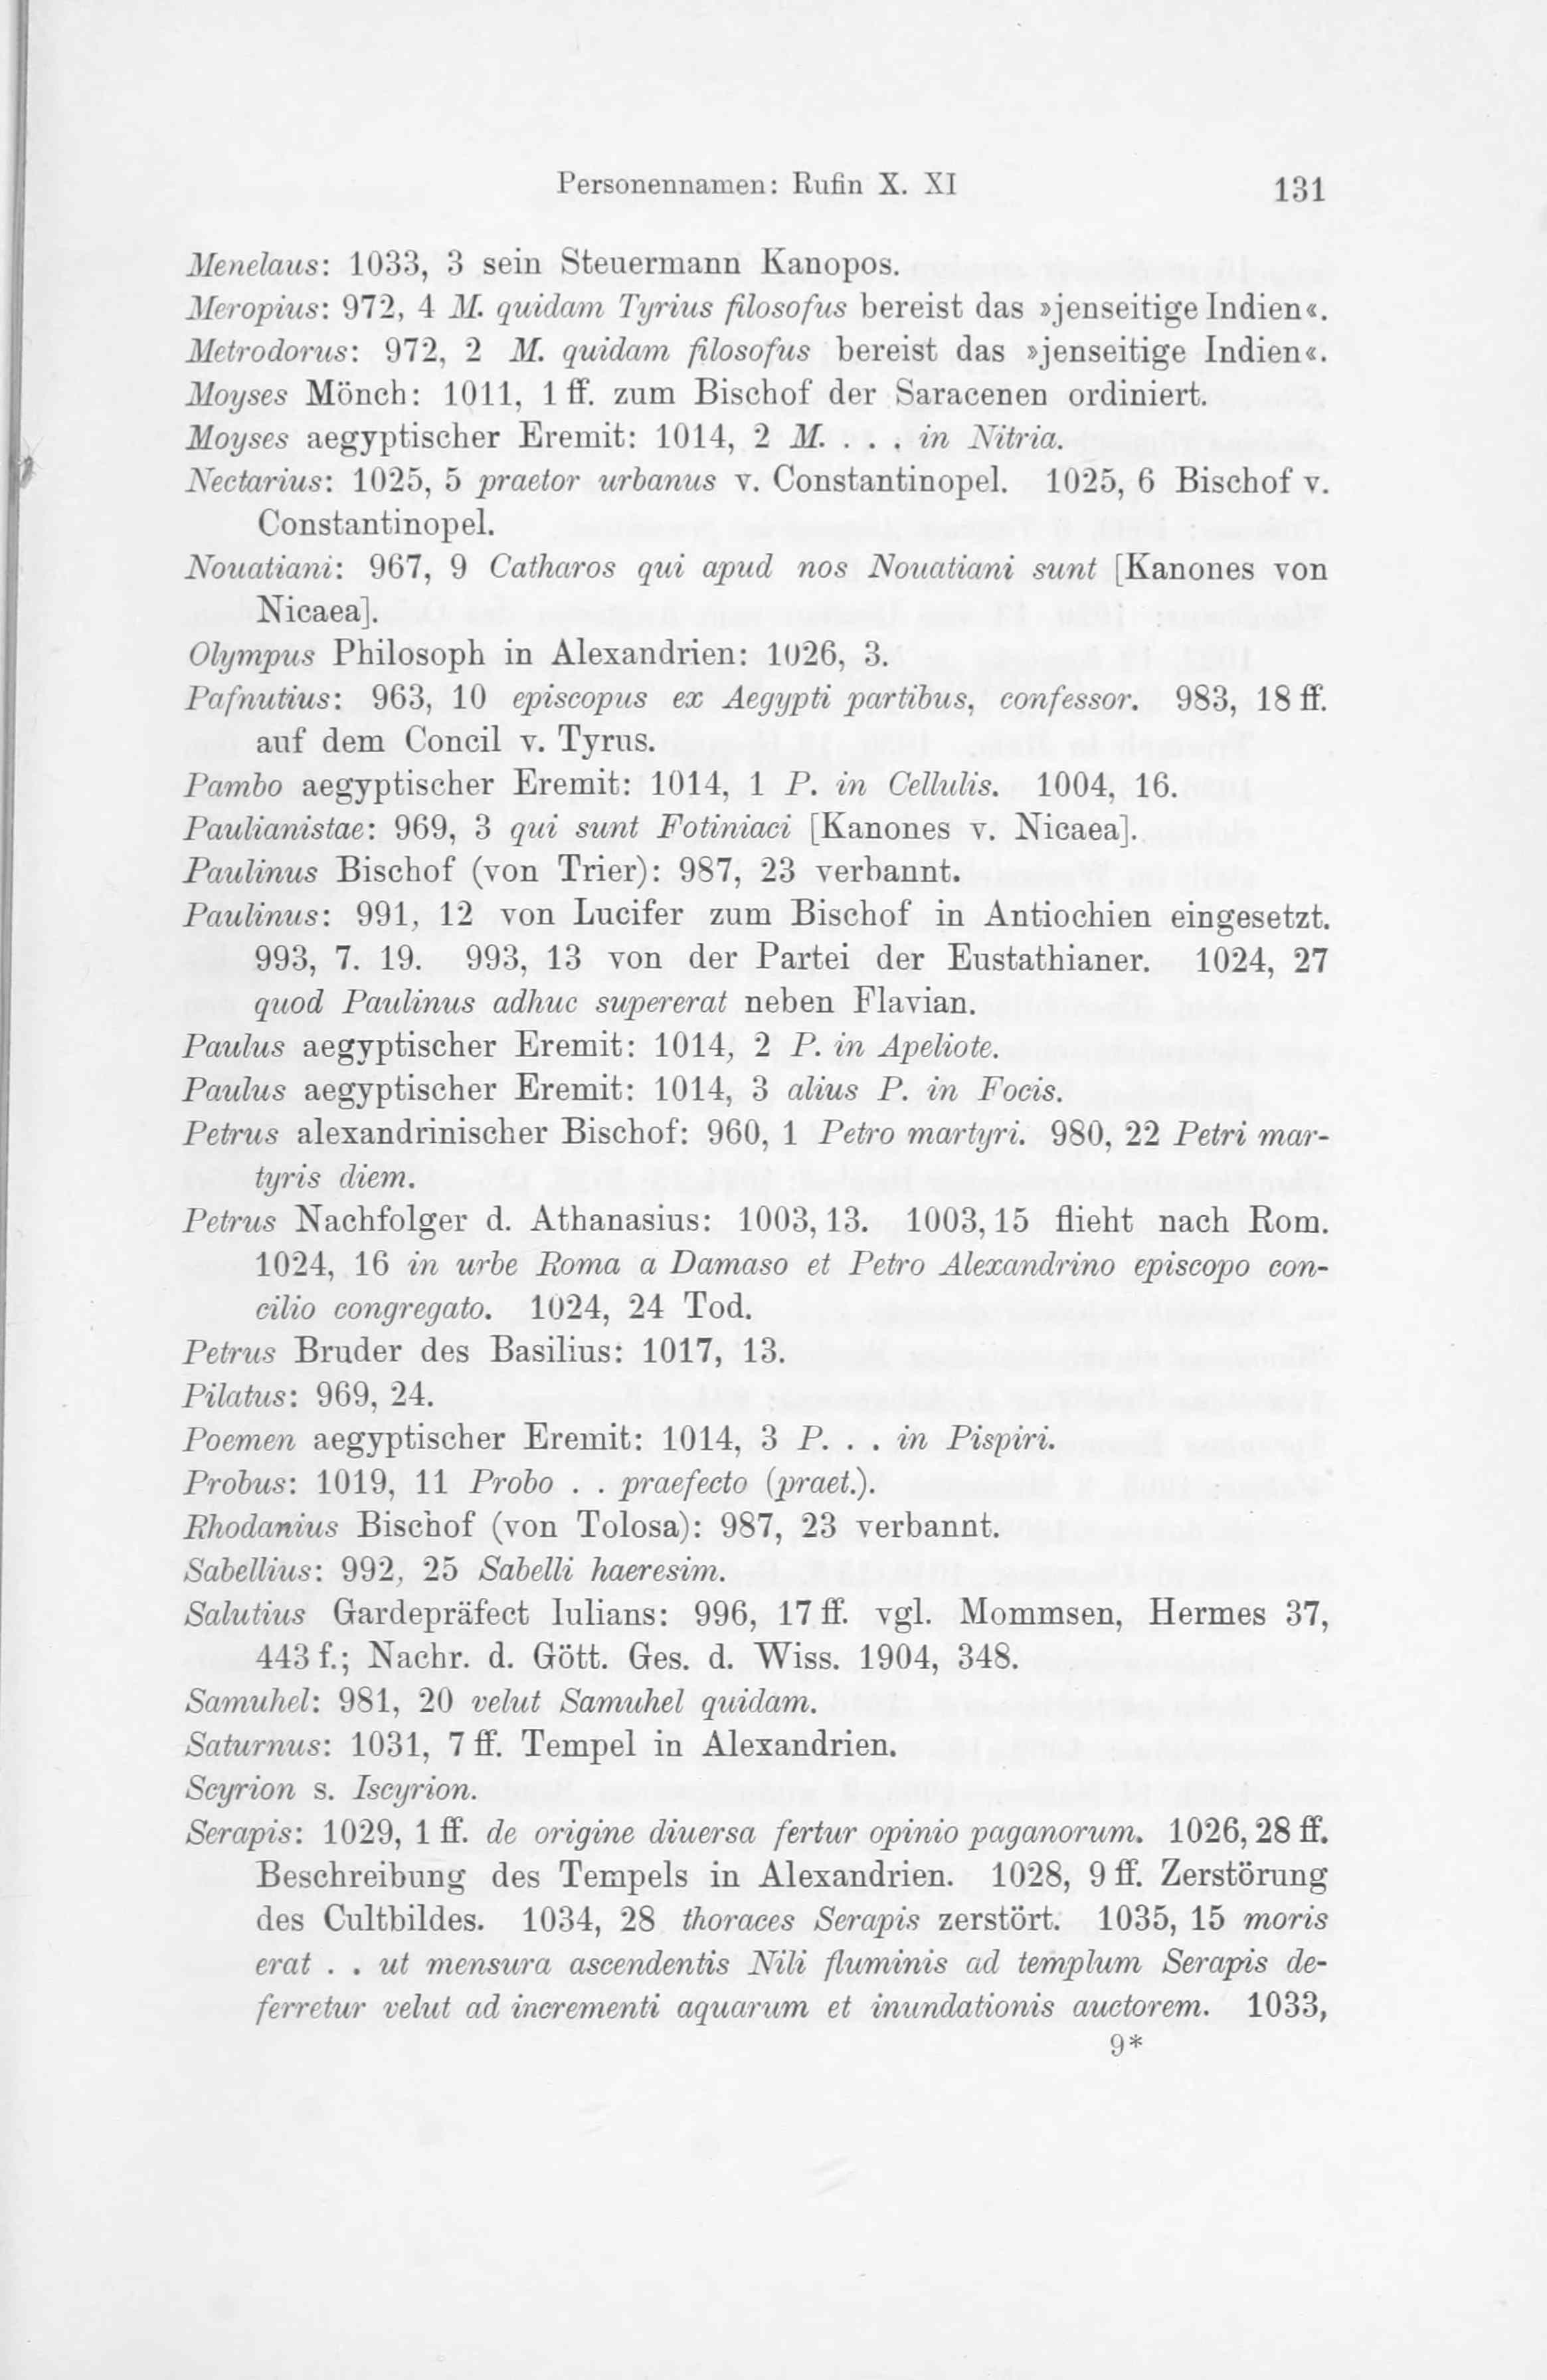 Personennamen: Rufin X. XI 131
Menelaus: 1033, 3 sein Steuermann Kanopos.
Meropius: 972, 4 M. quidam Tyrius filosofus bereist das »jenseitige Indien«.
Metrodorus: 972, 2 M. quidam filosofus bereist das »jenseitige Indien«.
Moyses Mönch: 1011, 1 ff. zum Bischof der Saracenen ordiniert.
Moyses aegyptischer Eremit: 1014, 2 M. . . . in Nitria.
Nectarius: 1025, 5 praetor urbanus v. Constantinopel. 1025, 6 Bischof v.
Constantinopel.
Nouatiani: 967, 9 Catharos qui apud nos Nouatiani sunt [Kanones von
Nicaea].
Olympus Philosoph in Alexandrien: 1026, 3.
Pafnutius: 963, 10 episcopus ex Aegypti partibus, confessor. 983, 18 ff.
auf dem Concil v. Tyrus.
Pambo aegyptischer Eremit: 1014, 1 P. in Cellulis. 1004, 16.
Paulianistae: 969, 3 qui sunt Fotiniaci [Kanones v. Nicaea].
Paulinus Bischof (von Trier): 987, 23 verbannt.
Paulinus: 991, 12 von Lucifer zum Bischof in Antiochien eingesetzt.
993, 7. 19. 993, 13 von der Partei der Eustathianer. 1024, 27
quod Paulinus adhuc supererat neben Flavian.
Paulus aegyptischer Eremit: 1014, 2 P. in Apeliote.
Paulus aegyptischer Eremit: 1014, 3 alius P. in Focis.
Petrus alexandrinischer Bischof: 960, 1 Petro martyri. 980, 22 Petri mar-
tyris diem.
Petrus Nachfolger d. Athanasius: 1003, 13. 1003, 15 flieht nach Rom.
1024, 16 in urbe Roma a Damaso et Petro Alexandrino episcopo con-
cilio congregato. 1024, 24 Tod.
Petrus Bruder des Basilius: 1017, 13.
Pilatus: 969, 24.
Poemen aegyptischer Eremit: 1014, 3 P. . . in Pispiri.
Probus: 1019, 11 Probo . . praefecto (praet.).
Rhodanius Bischof (von Tolosa): 987, 23 verbannt.
Sabellius: 992, 25 Sabelli haeresim.
Salutius Gardepräfect Iulians: 996, 17 ff. vgl. Mommsen, Hermes 37,
443 f.; Nachr. d. Gött. Ges. d. Wiss. 1904, 348.
Samuhel: 981, 20 velut Samuhel quidam.
Saturnus: 1031, 7 ff. Tempel in Alexandrien.
Scyrion s. Iscyrion.
Serapis: 1029, 1 ff. de origine diuersa fertur opinio paganorum. 1026, 28 ff.
Beschreibung des Tempels in Alexandrien. 1028, 9 ff. Zerstörung
des Cultbildes. 1034, 28 thoraces Serapis zerstört. 1035, 15 moris
erat . . ut mensura ascendentis Nili fluminis ad templum Serapis de-
ferretur velut ad incrementi aquarum et inundationis auctorem. 1033,
9*